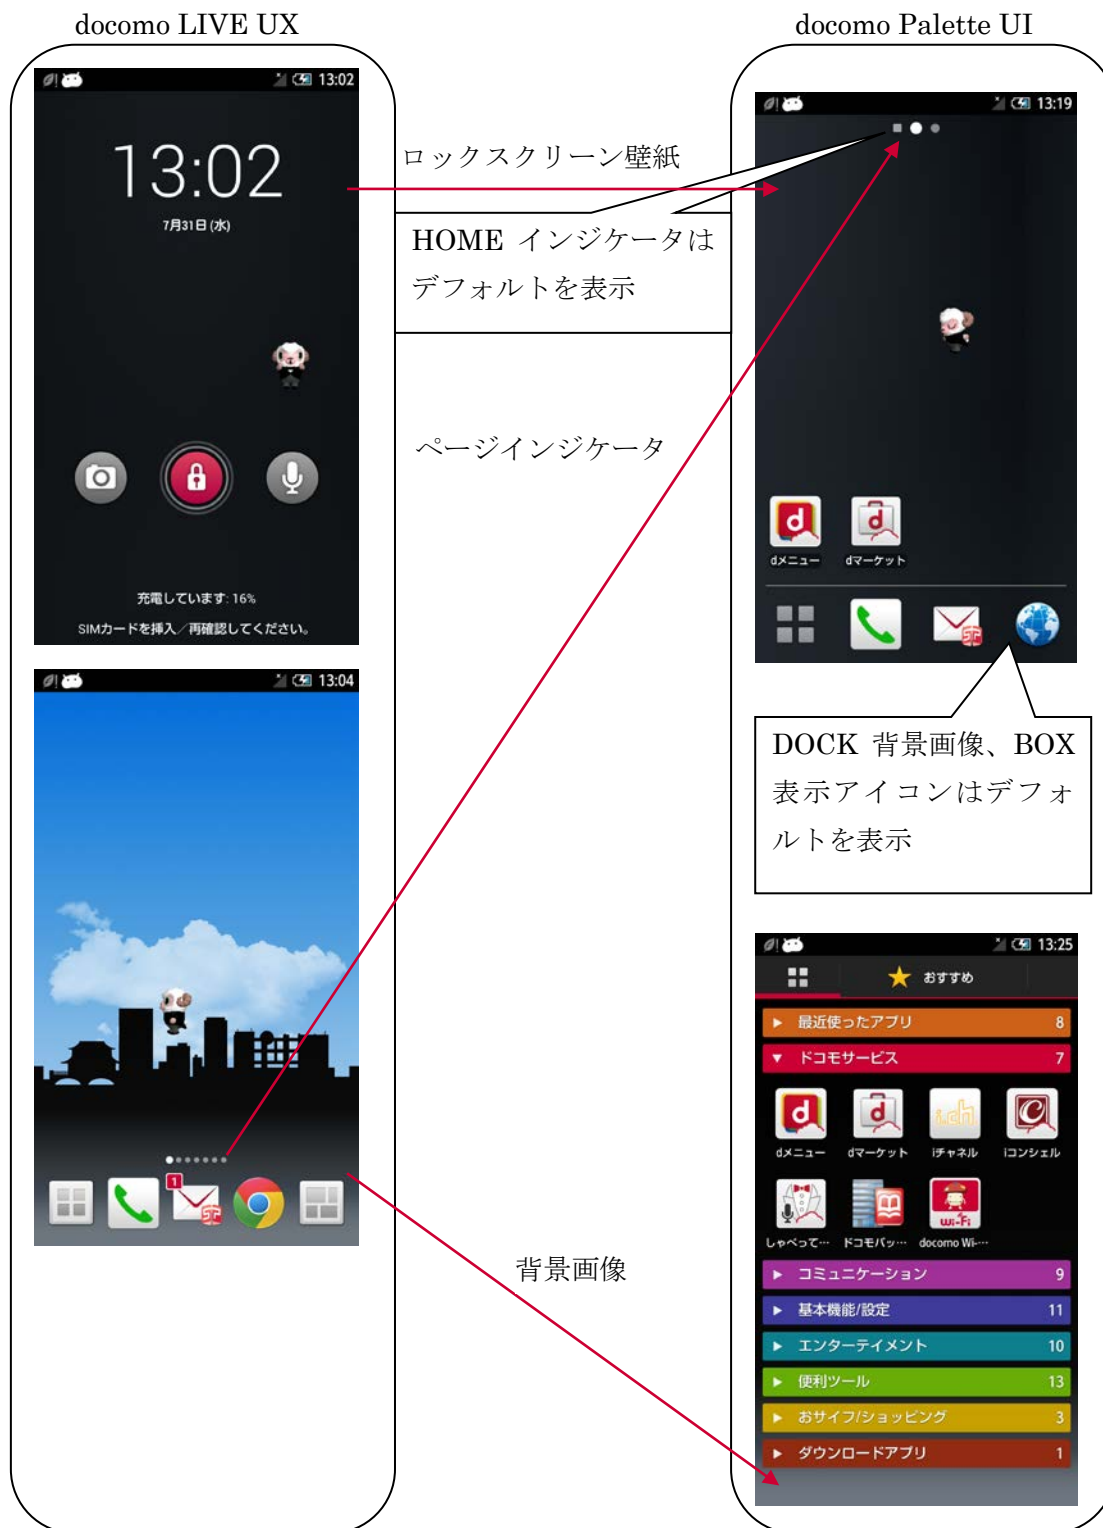 docomo LIVE UX
docomo Palette UI
13:02
13:02
7月31日 (水)
充電しています: 16%
SIMカードを挿入／再確認してください。
13:04
1
ロックスクリーン壁紙
HOME インジケータは
デフォルトを表示
ページインジケータ
背景画像
13:19
dメニュー
dマーケット
DOCK 背景画像、BOX
表示アイコンはデフォ
ルトを表示
13:25
おすすめ
最近使ったアプリ 8
ドコモサービス 7
i.ch
dメニュー dマーケット iチャネル iコンシェル
Wi-Fi
しゃべって… ドコモバッ… docomo Wi-…
コミュニケーション 9
基本機能/設定 11
エンターテイメント 10
便利ツール 13
おサイフ/ショッピング 3
ダウンロードアプリ 1